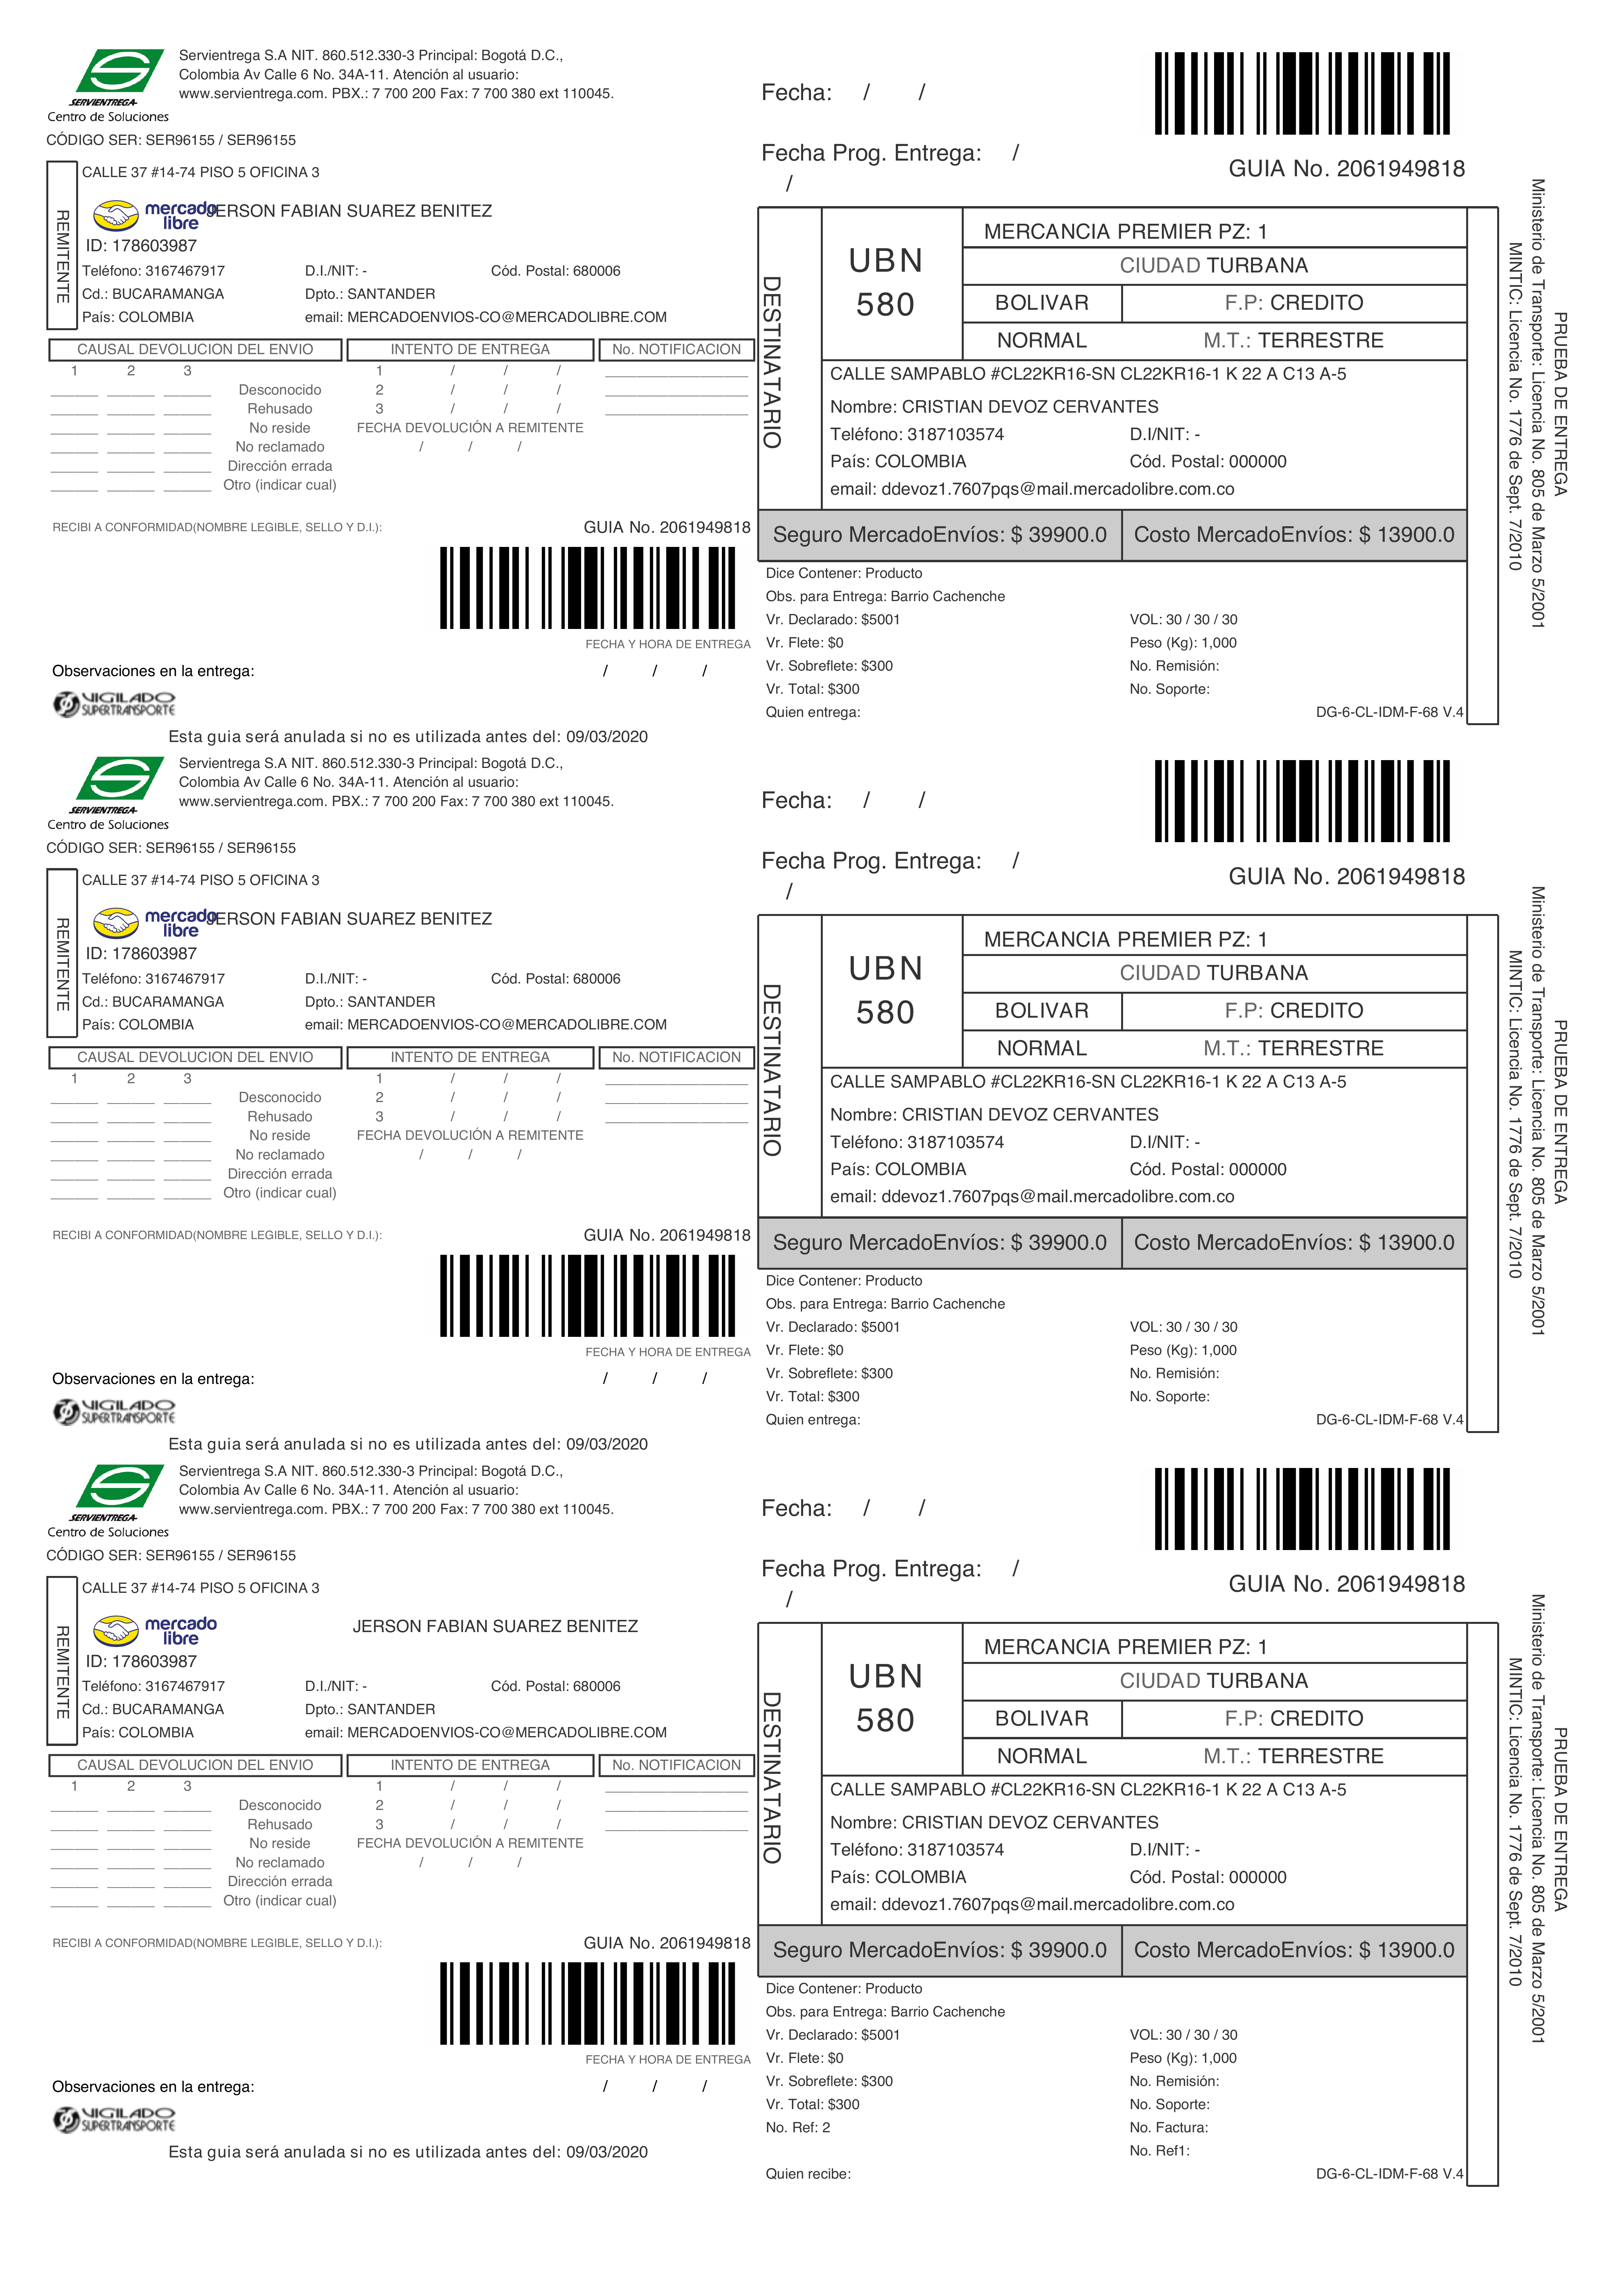 Servientrega S.A NIT. 860.512.330-3 Principal: Bogotá D.C.,
Colombia Av Calle 6 No. 34A-11. Atención al usuario:
www.servientrega.com. PBX.: 7 700 200 Fax: 7 700 380 ext 110045.
SERVIENTREGA
Centro de Soluciones
CÓDIGO SER: SER96155 / SER96155
REMITENTE
CALLE 37 #14-74 PISO 5 OFICINA 3
mercado libre JERSON FABIAN SUAREZ BENITEZ
ID: 178603987
Teléfono: 3167467917 D.I./NIT: - Cód. Postal: 680006
Cd.: BUCARAMANGA Dpto.: SANTANDER
País: COLOMBIA email: MERCADOENVIOS-CO@MERCADOLIBRE.COM
CAUSAL DEVOLUCION DEL ENVIO INTENTO DE ENTREGA No. NOTIFICACION
1 2 3 1 / / /
Desconocido 2 / / /
Rehusado 3 / / /
No reside FECHA DEVOLUCIÓN A REMITENTE
No reclamado / / /
Dirección errada
Otro (indicar cual)
RECIBI A CONFORMIDAD(NOMBRE LEGIBLE, SELLO Y D.I.): GUIA No. 2061949818
FECHA Y HORA DE ENTREGA
Observaciones en la entrega: / / /
VIGILADO
SUPERTRANSPORTE
Esta guia será anulada si no es utilizada antes del: 09/03/2020
Fecha: / /
Fecha Prog. Entrega: /
/
GUIA No. 2061949818
DESTINATARIO
UBN
580
MERCANCIA PREMIER PZ: 1
CIUDAD TURBANA
BOLIVAR F.P: CREDITO
NORMAL M.T.: TERRESTRE
CALLE SAMPABLO #CL22KR16-SN CL22KR16-1 K 22 A C13 A-5
Nombre: CRISTIAN DEVOZ CERVANTES
Teléfono: 3187103574 D.I/NIT: -
País: COLOMBIA Cód. Postal: 000000
email: ddevoz1.7607pqs@mail.mercadolibre.com.co
Seguro MercadoEnvíos: $ 39900.0 Costo MercadoEnvíos: $ 13900.0
Dice Contener: Producto
Obs. para Entrega: Barrio Cachenche
Vr. Declarado: $5001 VOL: 30 / 30 / 30
Vr. Flete: $0 Peso (Kg): 1,000
Vr. Sobreflete: $300 No. Remisión:
Vr. Total: $300 No. Soporte:
Quien entrega: DG-6-CL-IDM-F-68 V.4
PRUEBA DE ENTREGA
Ministerio de Transporte: Licencia No. 805 de Marzo 5/2001
MINTIC: Licencia No. 1776 de Sept. 7/2010
Servientrega S.A NIT. 860.512.330-3 Principal: Bogotá D.C.,
Colombia Av Calle 6 No. 34A-11. Atención al usuario:
www.servientrega.com. PBX.: 7 700 200 Fax: 7 700 380 ext 110045.
SERVIENTREGA
Centro de Soluciones
CÓDIGO SER: SER96155 / SER96155
REMITENTE
CALLE 37 #14-74 PISO 5 OFICINA 3
mercado libre JERSON FABIAN SUAREZ BENITEZ
ID: 178603987
Teléfono: 3167467917 D.I./NIT: - Cód. Postal: 680006
Cd.: BUCARAMANGA Dpto.: SANTANDER
País: COLOMBIA email: MERCADOENVIOS-CO@MERCADOLIBRE.COM
CAUSAL DEVOLUCION DEL ENVIO INTENTO DE ENTREGA No. NOTIFICACION
1 2 3 1 / / /
Desconocido 2 / / /
Rehusado 3 / / /
No reside FECHA DEVOLUCIÓN A REMITENTE
No reclamado / / /
Dirección errada
Otro (indicar cual)
RECIBI A CONFORMIDAD(NOMBRE LEGIBLE, SELLO Y D.I.): GUIA No. 2061949818
FECHA Y HORA DE ENTREGA
Observaciones en la entrega: / / /
VIGILADO
SUPERTRANSPORTE
Esta guia será anulada si no es utilizada antes del: 09/03/2020
Fecha: / /
Fecha Prog. Entrega: /
/
GUIA No. 2061949818
DESTINATARIO
UBN
580
MERCANCIA PREMIER PZ: 1
CIUDAD TURBANA
BOLIVAR F.P: CREDITO
NORMAL M.T.: TERRESTRE
CALLE SAMPABLO #CL22KR16-SN CL22KR16-1 K 22 A C13 A-5
Nombre: CRISTIAN DEVOZ CERVANTES
Teléfono: 3187103574 D.I/NIT: -
País: COLOMBIA Cód. Postal: 000000
email: ddevoz1.7607pqs@mail.mercadolibre.com.co
Seguro MercadoEnvíos: $ 39900.0 Costo MercadoEnvíos: $ 13900.0
Dice Contener: Producto
Obs. para Entrega: Barrio Cachenche
Vr. Declarado: $5001 VOL: 30 / 30 / 30
Vr. Flete: $0 Peso (Kg): 1,000
Vr. Sobreflete: $300 No. Remisión:
Vr. Total: $300 No. Soporte:
Quien entrega: DG-6-CL-IDM-F-68 V.4
PRUEBA DE ENTREGA
Ministerio de Transporte: Licencia No. 805 de Marzo 5/2001
MINTIC: Licencia No. 1776 de Sept. 7/2010
Servientrega S.A NIT. 860.512.330-3 Principal: Bogotá D.C.,
Colombia Av Calle 6 No. 34A-11. Atención al usuario:
www.servientrega.com. PBX.: 7 700 200 Fax: 7 700 380 ext 110045.
SERVIENTREGA
Centro de Soluciones
CÓDIGO SER: SER96155 / SER96155
REMITENTE
CALLE 37 #14-74 PISO 5 OFICINA 3
mercado libre JERSON FABIAN SUAREZ BENITEZ
ID: 178603987
Teléfono: 3167467917 D.I./NIT: - Cód. Postal: 680006
Cd.: BUCARAMANGA Dpto.: SANTANDER
País: COLOMBIA email: MERCADOENVIOS-CO@MERCADOLIBRE.COM
CAUSAL DEVOLUCION DEL ENVIO INTENTO DE ENTREGA No. NOTIFICACION
1 2 3 1 / / /
Desconocido 2 / / /
Rehusado 3 / / /
No reside FECHA DEVOLUCIÓN A REMITENTE
No reclamado / / /
Dirección errada
Otro (indicar cual)
RECIBI A CONFORMIDAD(NOMBRE LEGIBLE, SELLO Y D.I.): GUIA No. 2061949818
FECHA Y HORA DE ENTREGA
Observaciones en la entrega: / / /
VIGILADO
SUPERTRANSPORTE
Esta guia será anulada si no es utilizada antes del: 09/03/2020
Fecha: / /
Fecha Prog. Entrega: /
/
GUIA No. 2061949818
DESTINATARIO
UBN
580
MERCANCIA PREMIER PZ: 1
CIUDAD TURBANA
BOLIVAR F.P: CREDITO
NORMAL M.T.: TERRESTRE
CALLE SAMPABLO #CL22KR16-SN CL22KR16-1 K 22 A C13 A-5
Nombre: CRISTIAN DEVOZ CERVANTES
Teléfono: 3187103574 D.I/NIT: -
País: COLOMBIA Cód. Postal: 000000
email: ddevoz1.7607pqs@mail.mercadolibre.com.co
Seguro MercadoEnvíos: $ 39900.0 Costo MercadoEnvíos: $ 13900.0
Dice Contener: Producto
Obs. para Entrega: Barrio Cachenche
Vr. Declarado: $5001 VOL: 30 / 30 / 30
Vr. Flete: $0 Peso (Kg): 1,000
Vr. Sobreflete: $300 No. Remisión:
Vr. Total: $300 No. Soporte:
No. Ref: 2 No. Factura:
No. Ref1:
Quien recibe: DG-6-CL-IDM-F-68 V.4
PRUEBA DE ENTREGA
Ministerio de Transporte: Licencia No. 805 de Marzo 5/2001
MINTIC: Licencia No. 1776 de Sept. 7/2010